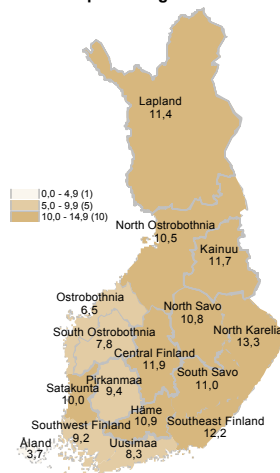 Lapland
11,4
0,0 - 4,9 (1)
5,0 - 9,9 (5)
10,0 - 14,9 (10)
North Ostrobothnia
10,5
Kainuu
11,7
Ostrobothnia
6,5
North Savo
10,8
North Karelia
13,3
South Ostrobothnia
7,8
Central Finland
11,9
South Savo
11,0
Pirkanmaa
9,4
Satakunta
10,0
Häme
10,9
Southeast Finland
12,2
Southwest Finland
9,2
Åland
3,7
Uusimaa
8,3